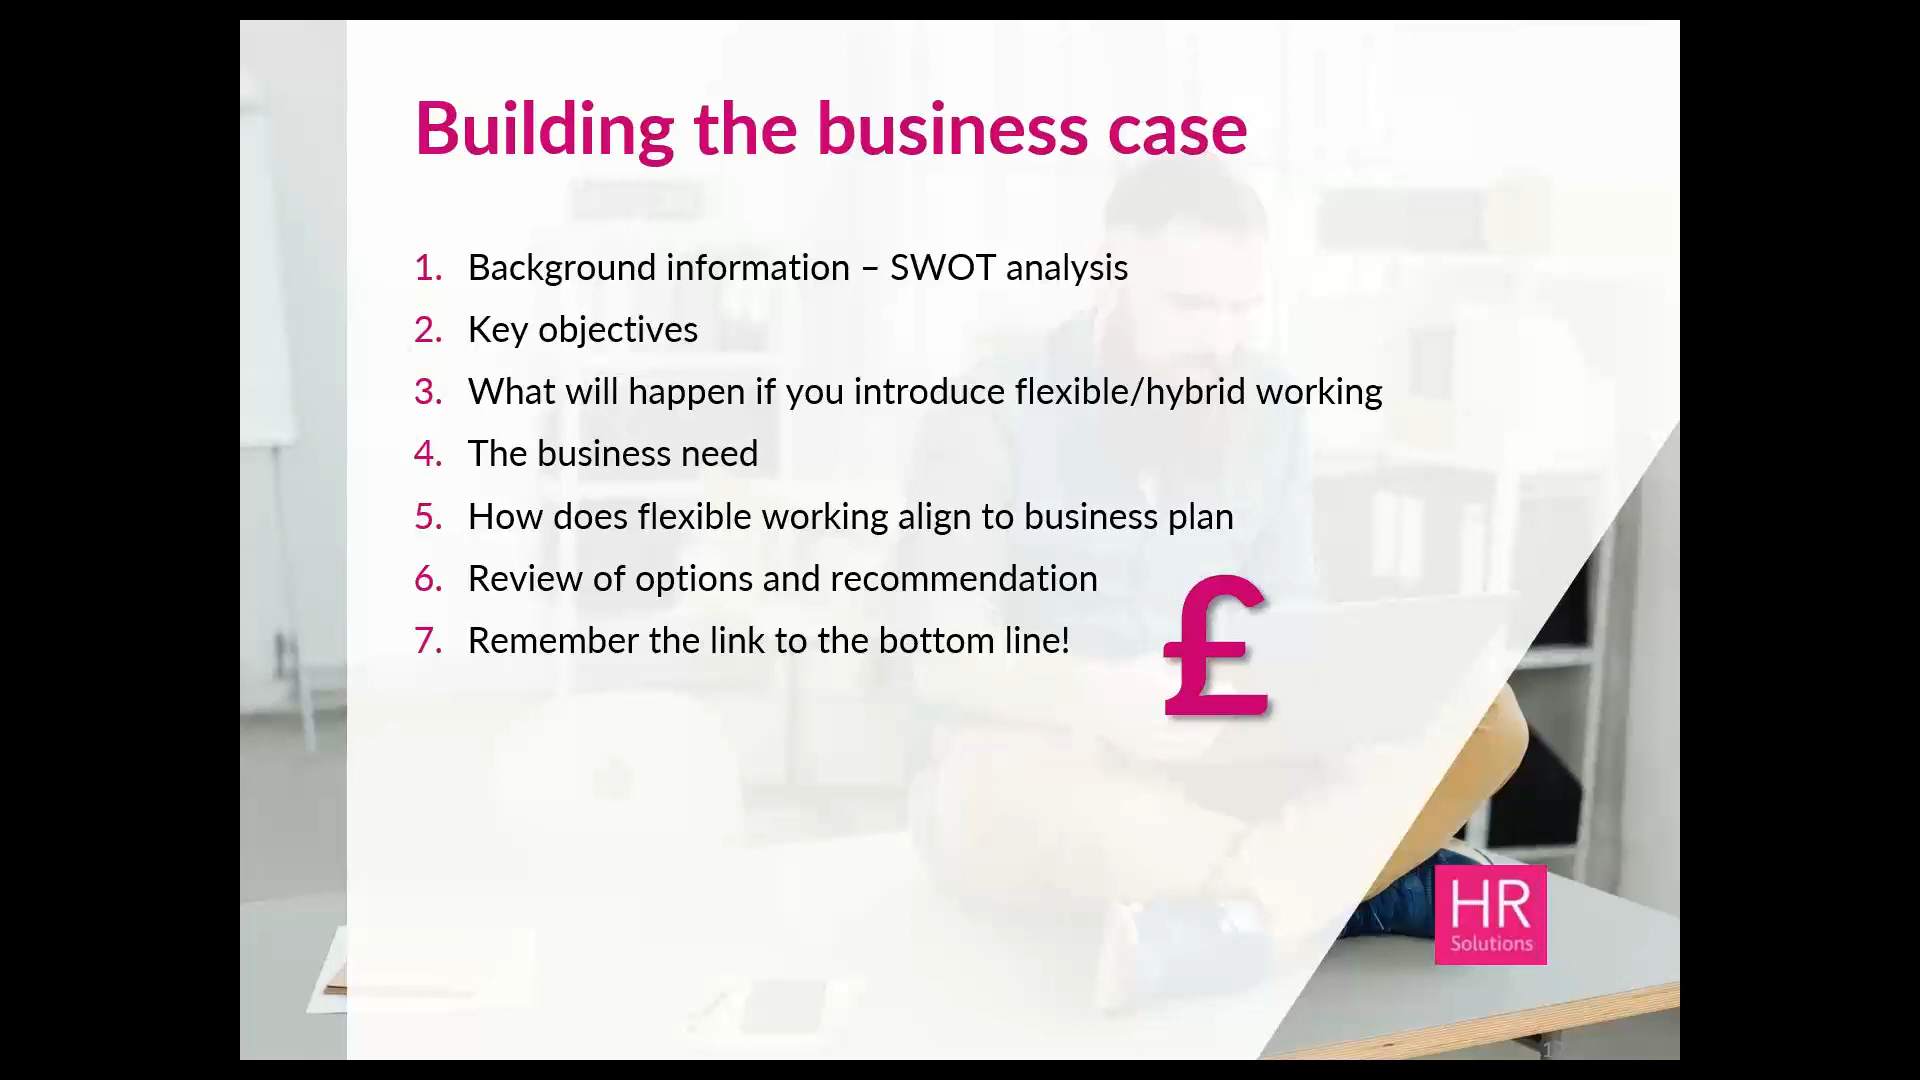 Building the business case
1. Background information – SWOT analysis
2. Key objectives
3. What will happen if you introduce flexible/hybrid working
4. The business need
5. How does flexible working align to business plan
6. Review of options and recommendation
7. Remember the link to the bottom line!
£
HR
Solutions